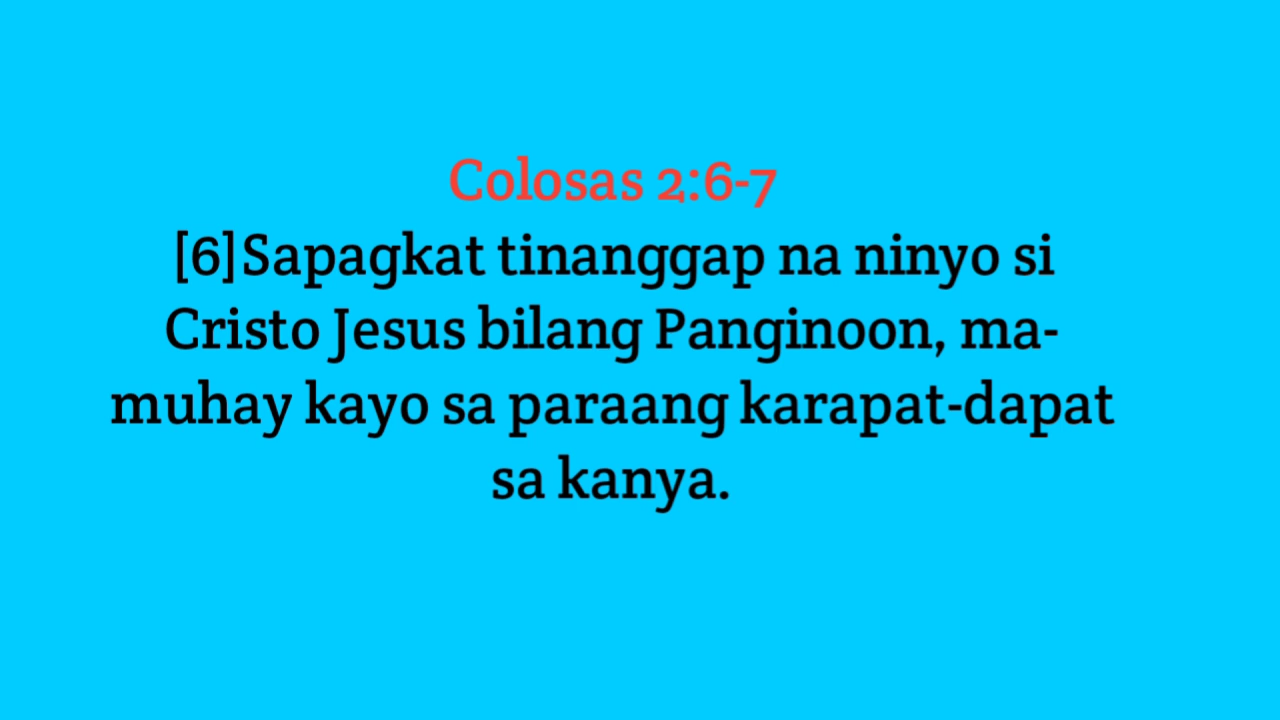 Colosas 2:6-7
[6]Sapagkat tinanggap na ninyo si
Cristo Jesus bilang Panginoon, ma-
muhay kayo sa paraang karapat-dapat
sa kanya.